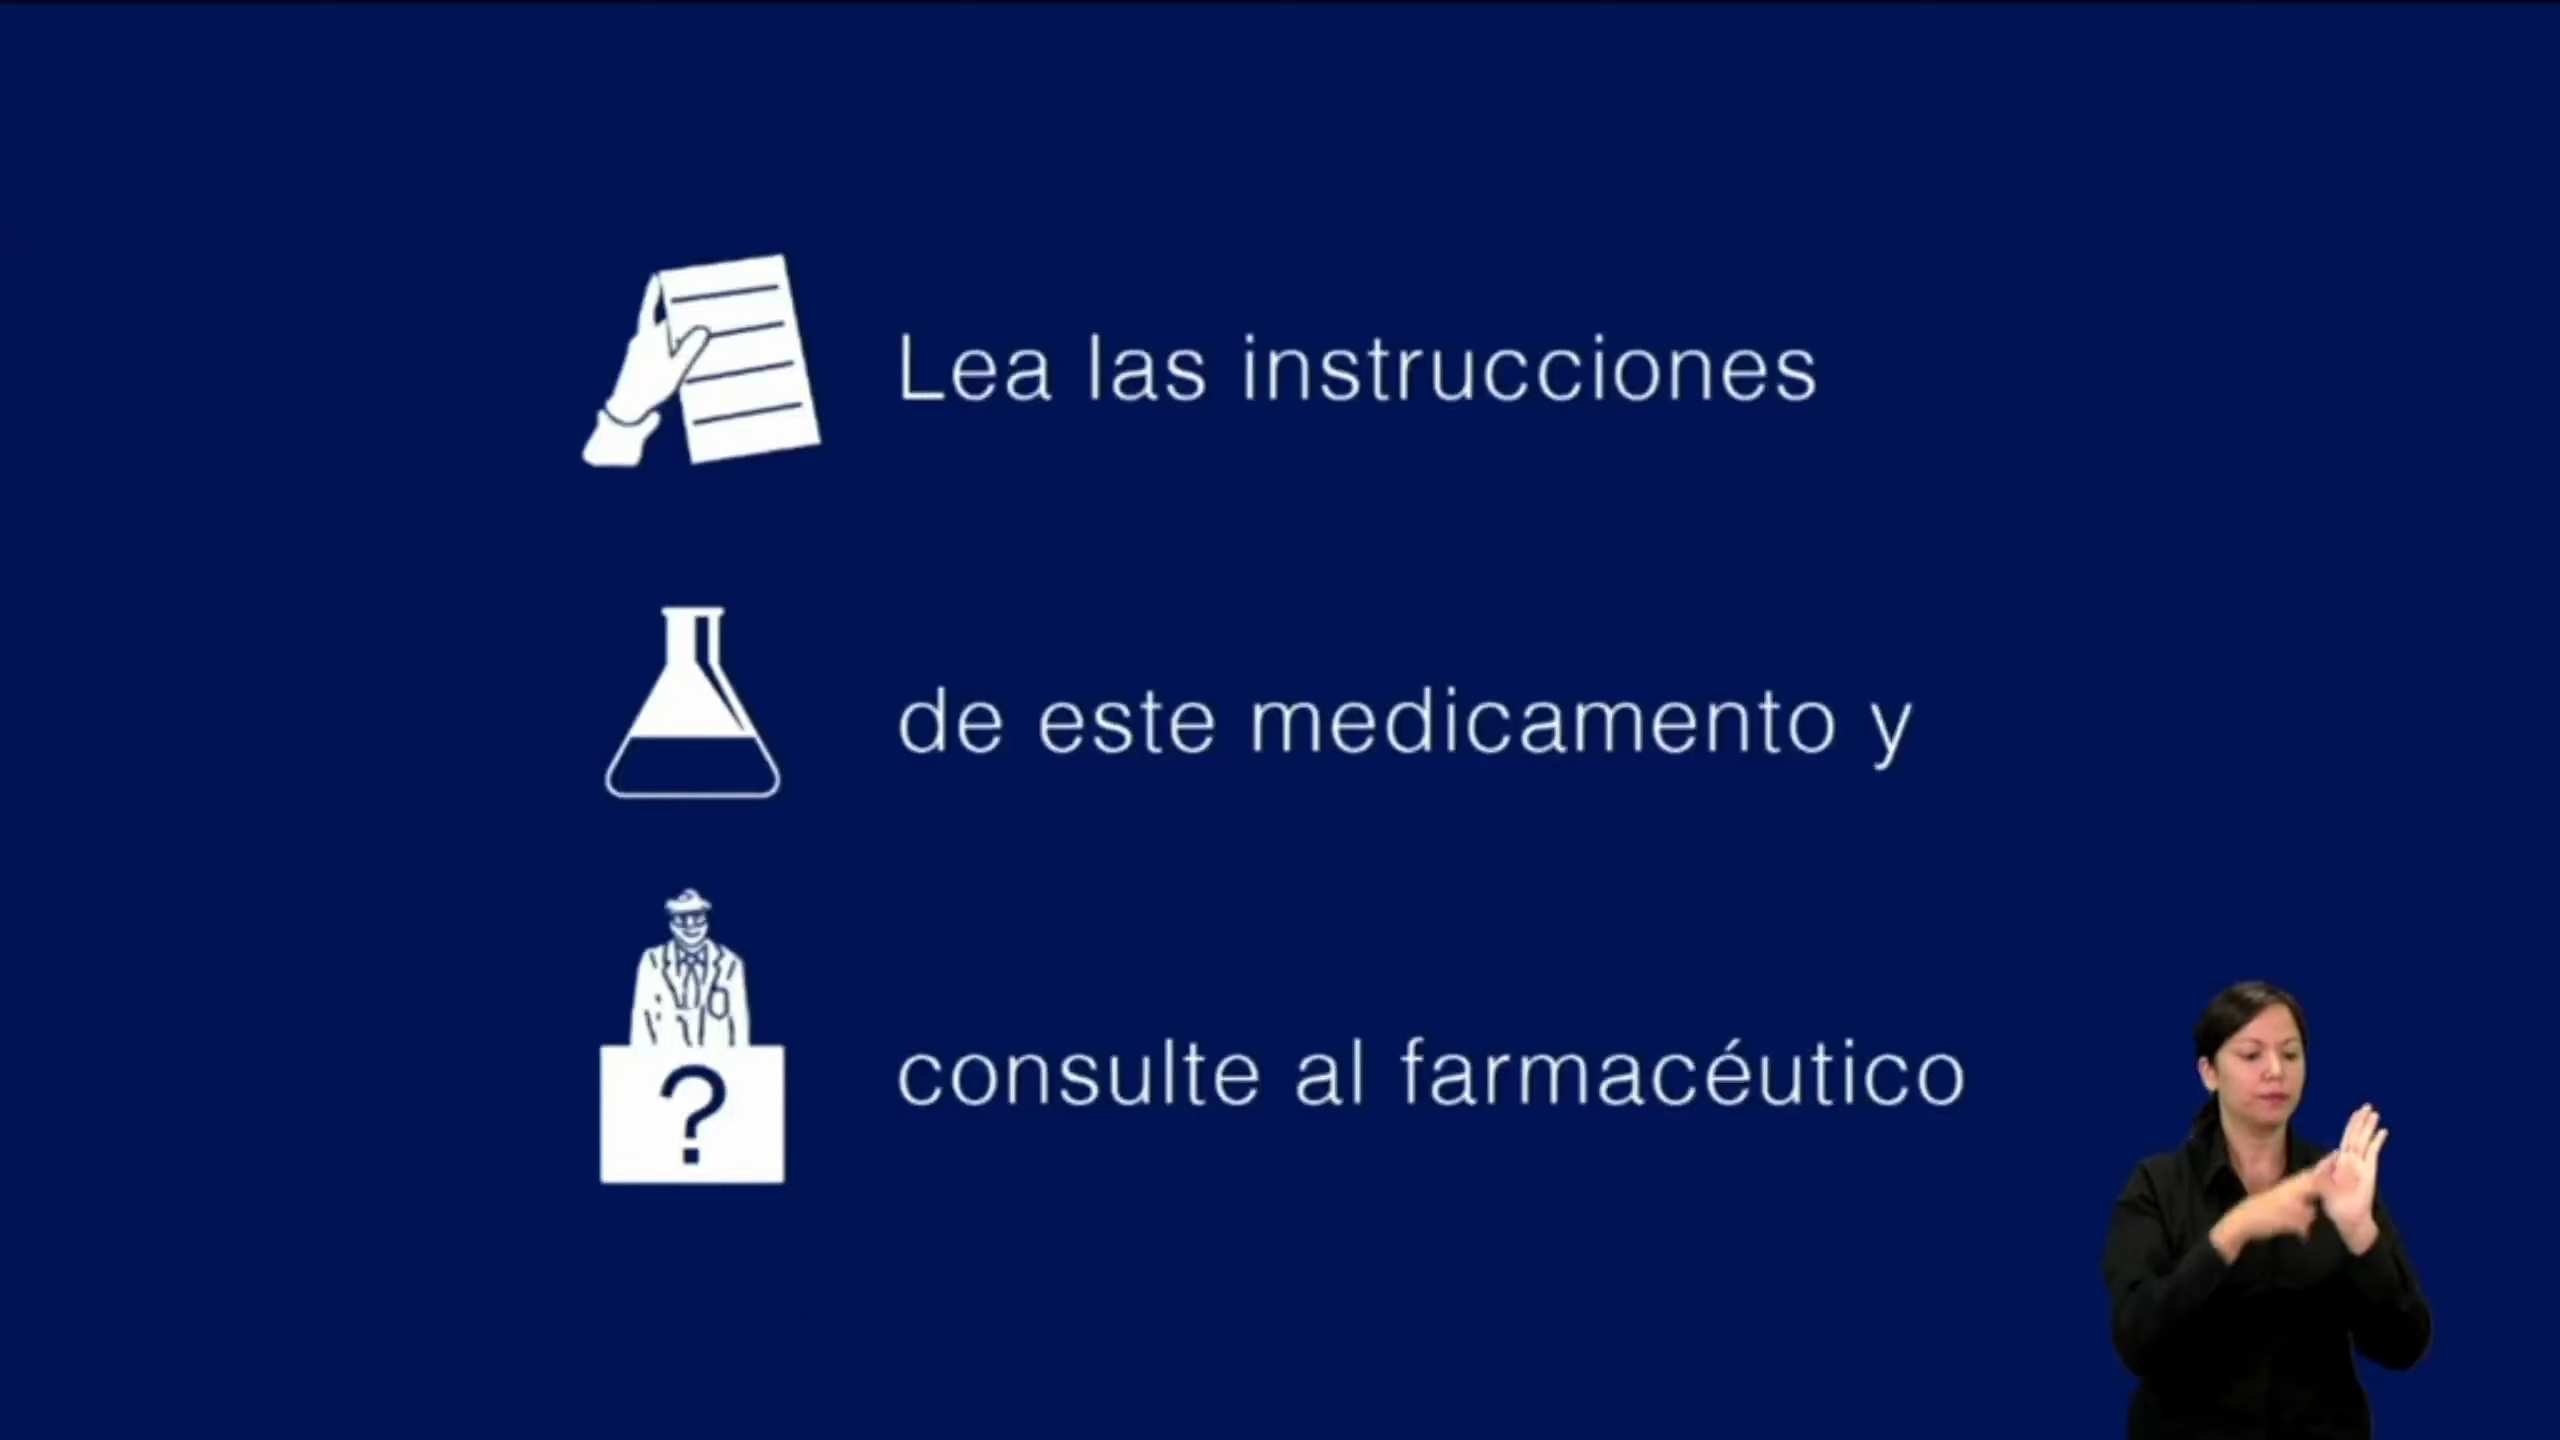 Lea las instrucciones
de este medicamento y
consulte al farmacéutico
?